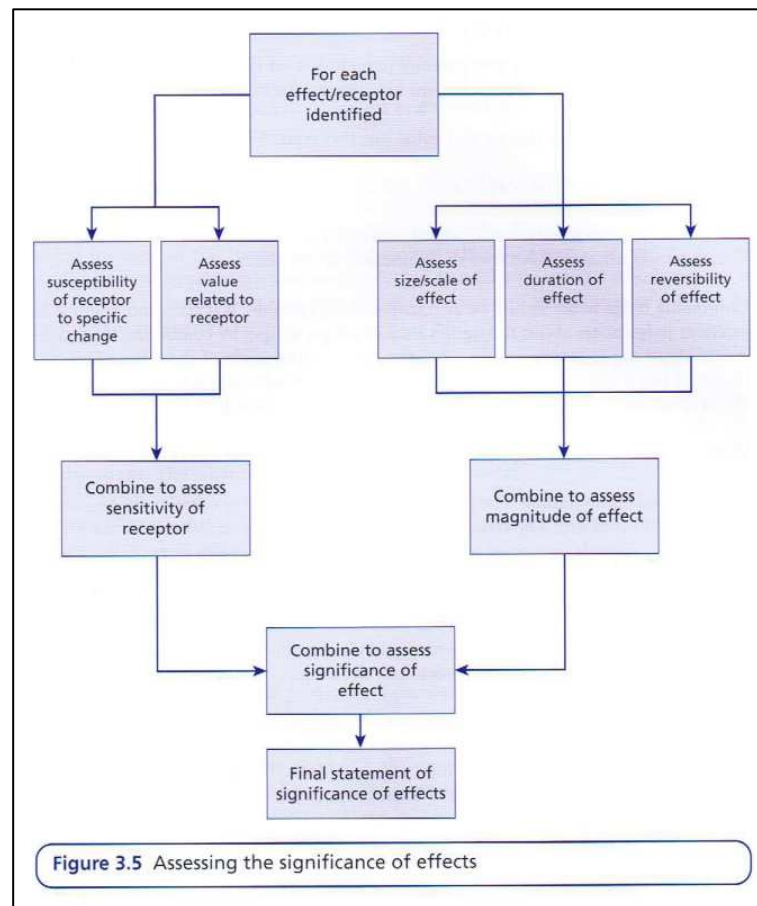 For each
effect/receptor
identified
Assess
susceptibility
of receptor
to specific
change
Assess
value
related to
receptor
Assess
size/scale
of effect
Assess
duration of
effect
Assess
reversibility
of effect
Combine to assess
sensitivity of
receptor
Combine to assess
magnitude of effect
Combine to assess
significance of
effect
Final statement of
significance of effects
Figure 3.5 Assessing the significance of effects